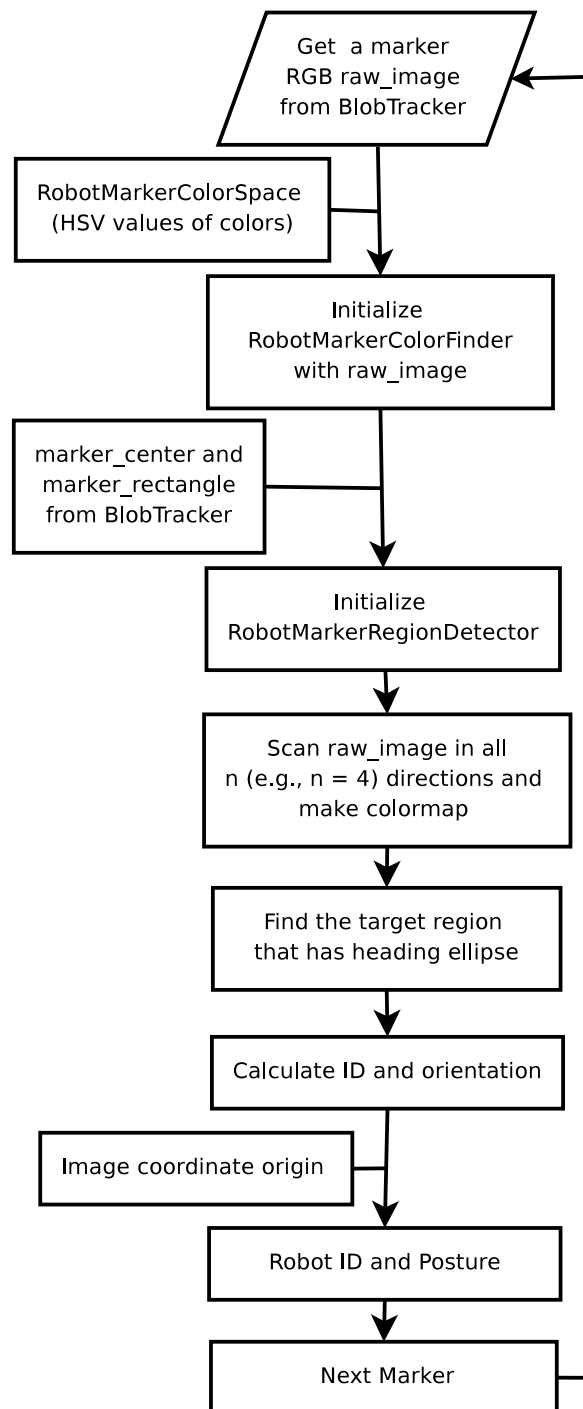 Get a marker
RGB raw_image
from BlobTracker
RobotMarkerColorSpace
(HSV values of colors)
Initialize
RobotMarkerColorFinder
with raw_image
marker_center and
marker_rectangle
from BlobTracker
Initialize
RobotMarkerRegionDetector
Scan raw_image in all
n (e.g., n = 4) directions and
make colormap
Find the target region
that has heading ellipse
Calculate ID and orientation
Image coordinate origin
Robot ID and Posture
Next Marker